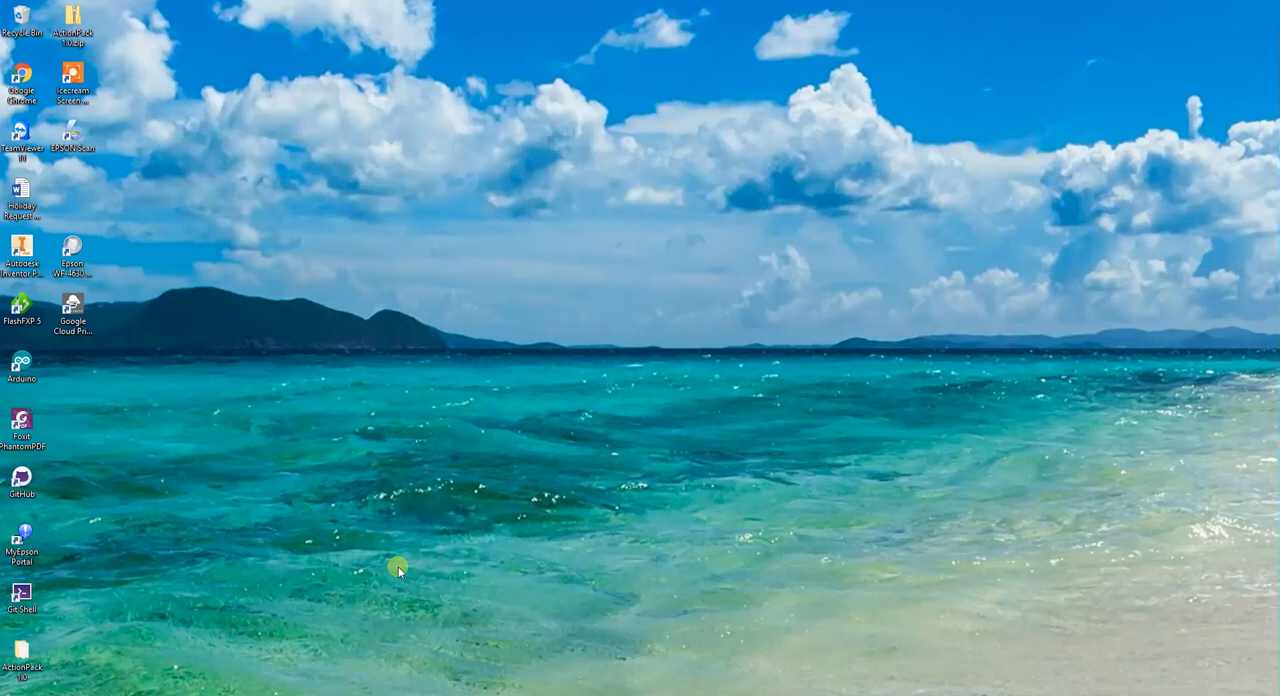 Recycle Bin
ActionPack
1.0.zip
Google
Chrome
Icecream
Screen ...
TeamViewer
11
EPSON Scan
Holiday
Request ...
Autodesk
Inventor P...
Epson
WF-4630 ...
FlashFXP 5
Google
Cloud Pri...
Arduino
Foxit
PhantomPDF
GitHub
MyEpson
Portal
Git Shell
ActionPack
1.0